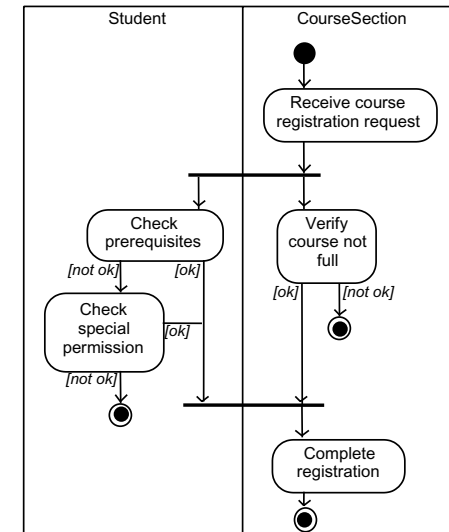 Student
CourseSection
Receive course
registration request
Check
prerequisites
Verify
course not
full
[not ok]
[ok]
[ok]
[not ok]
Check
special
permission
[ok]
[not ok]
Complete
registration